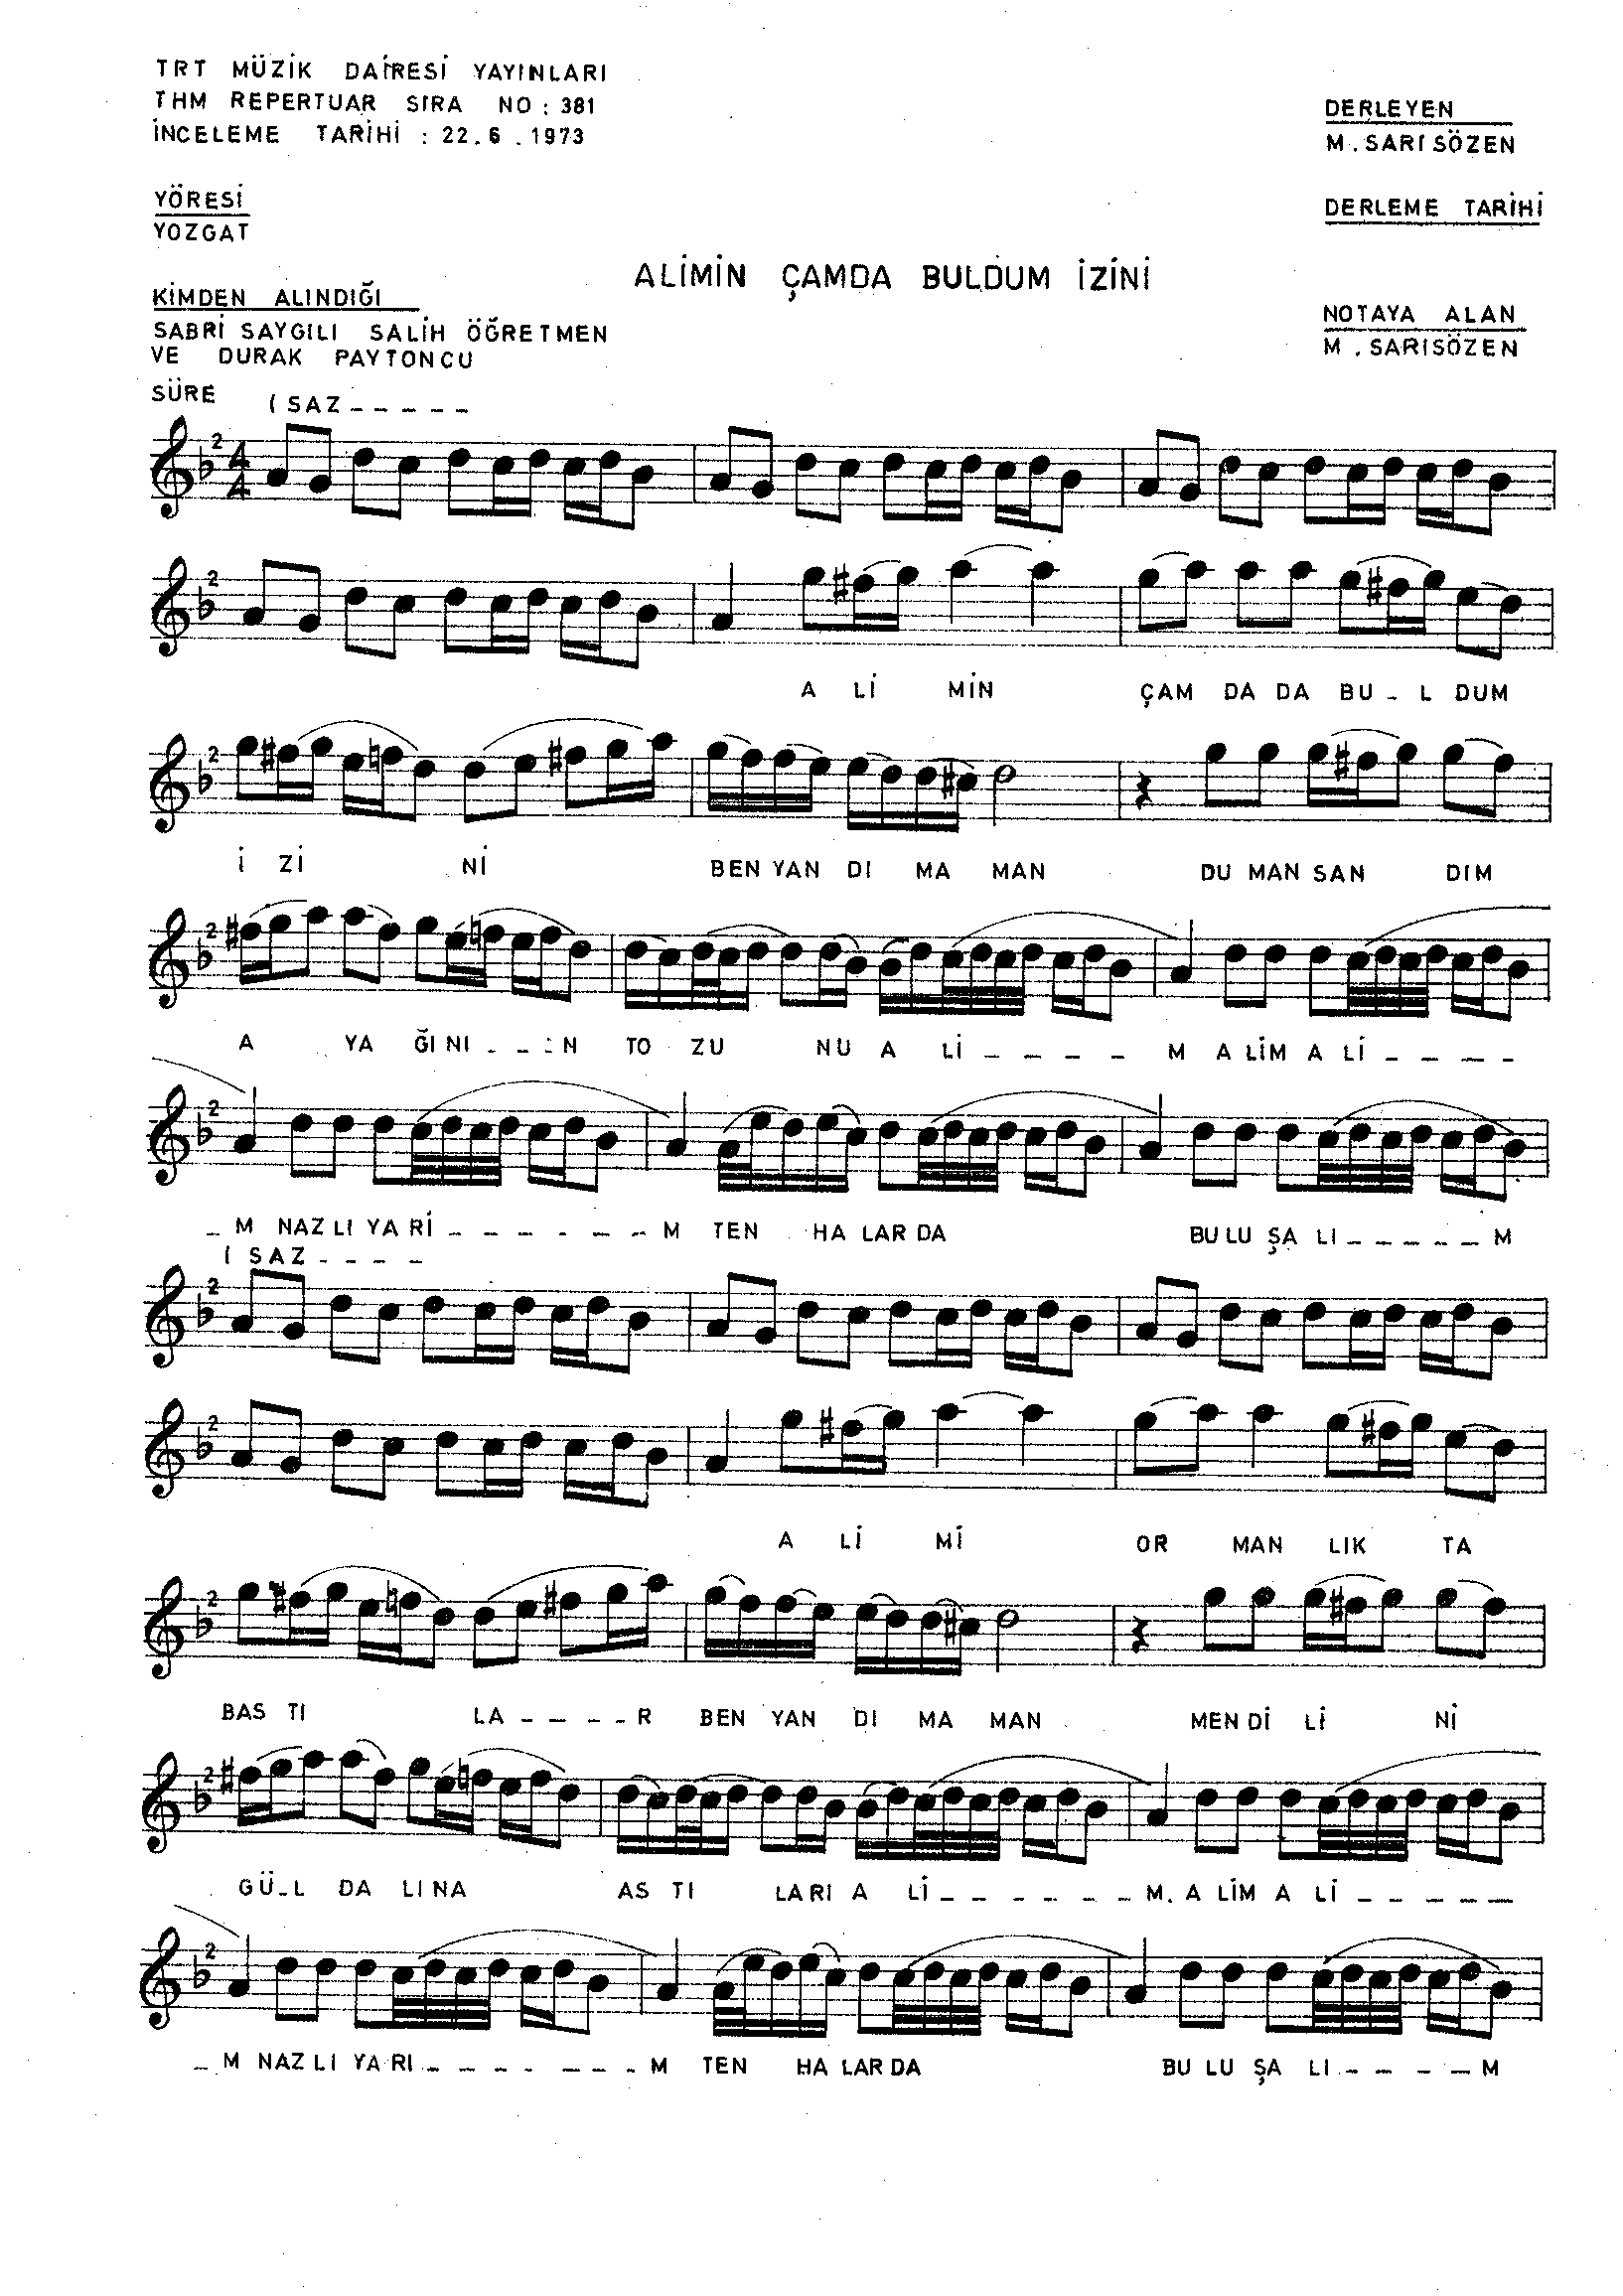 TRT MÜZİK DAİRESİ YAYINLARI
THM REPERTUAR SIRA NO : 381
İNCELEME TARİHİ : 22.6.1973
DERLEYEN
M. SARISÖZEN
YÖRESİ
YOZGAT
DERLEME TARİHİ
ALİMİN ÇAMDA BULDUM İZİNİ
KİMDEN ALINDIĞI
SABRİ SAYGILI SALİH ÖĞRETMEN
VE DURAK PAYTONCU
NOTAYA ALAN
M. SARISÖZEN
SÜRE
( SAZ _ _ _ _ _
A Lİ MİN ÇAM DA DA BU _ L DUM
İ Zİ Nİ BEN YAN DI MA MAN DU MAN SAN DIM
A YA ĞINI _ _ _ N TO ZU NU A Lİ _ _ _ _ M A LİM A Lİ _ _ _ _
_ M NAZ LI YA Rİ _ _ _ _ _ _ M TEN HA LAR DA BU LU ŞA LI _ _ _ _ _ M
( SAZ _ _ _ _
A Lİ Mİ OR MAN LIK TA
BAS TI LA _ _ _ _ R BEN YAN DI MA MAN MEN Dİ Lİ Nİ
GÜ _ L DA LI NA AS TI LARI A Lİ _ _ _ _ _ _ M. A LİM A Lİ _ _ _ _ _
_ M NAZ LI YA RI _ _ _ _ _ _ _ M TEN HA LAR DA BU LU ŞA LI _ _ _ _ M